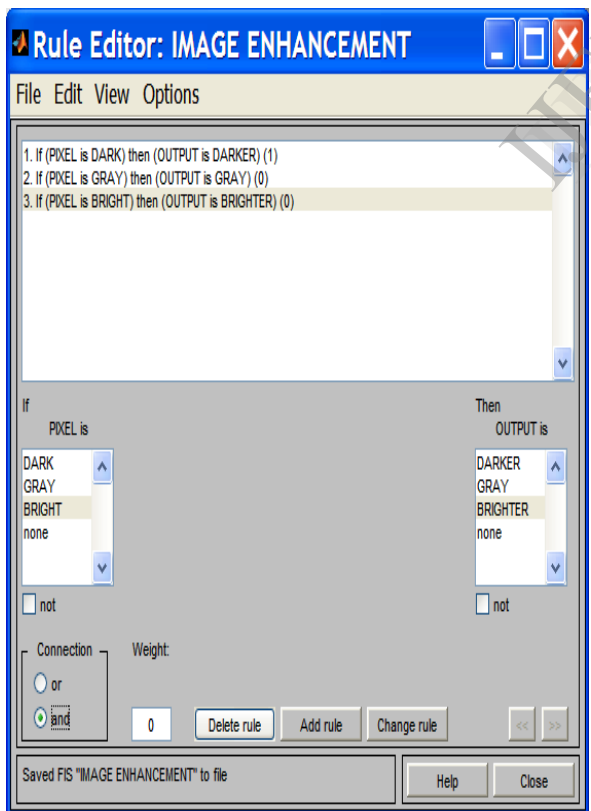 Rule Editor: IMAGE ENHANCEMENT
File Edit View Options
1. If (PIXEL is DARK) then (OUTPUT is DARKER) (1)
2. If (PIXEL is GRAY) then (OUTPUT is GRAY) (0)
3. If (PIXEL is BRIGHT) then (OUTPUT is BRIGHTER) (0)
If
PIXEL is
DARK
GRAY
BRIGHT
none
not
Then
OUTPUT is
DARKER
GRAY
BRIGHTER
none
not
Connection
or
and
Weight:
0
Delete rule Add rule Change rule << >>
Saved FIS "IMAGE ENHANCEMENT" to file
Help Close